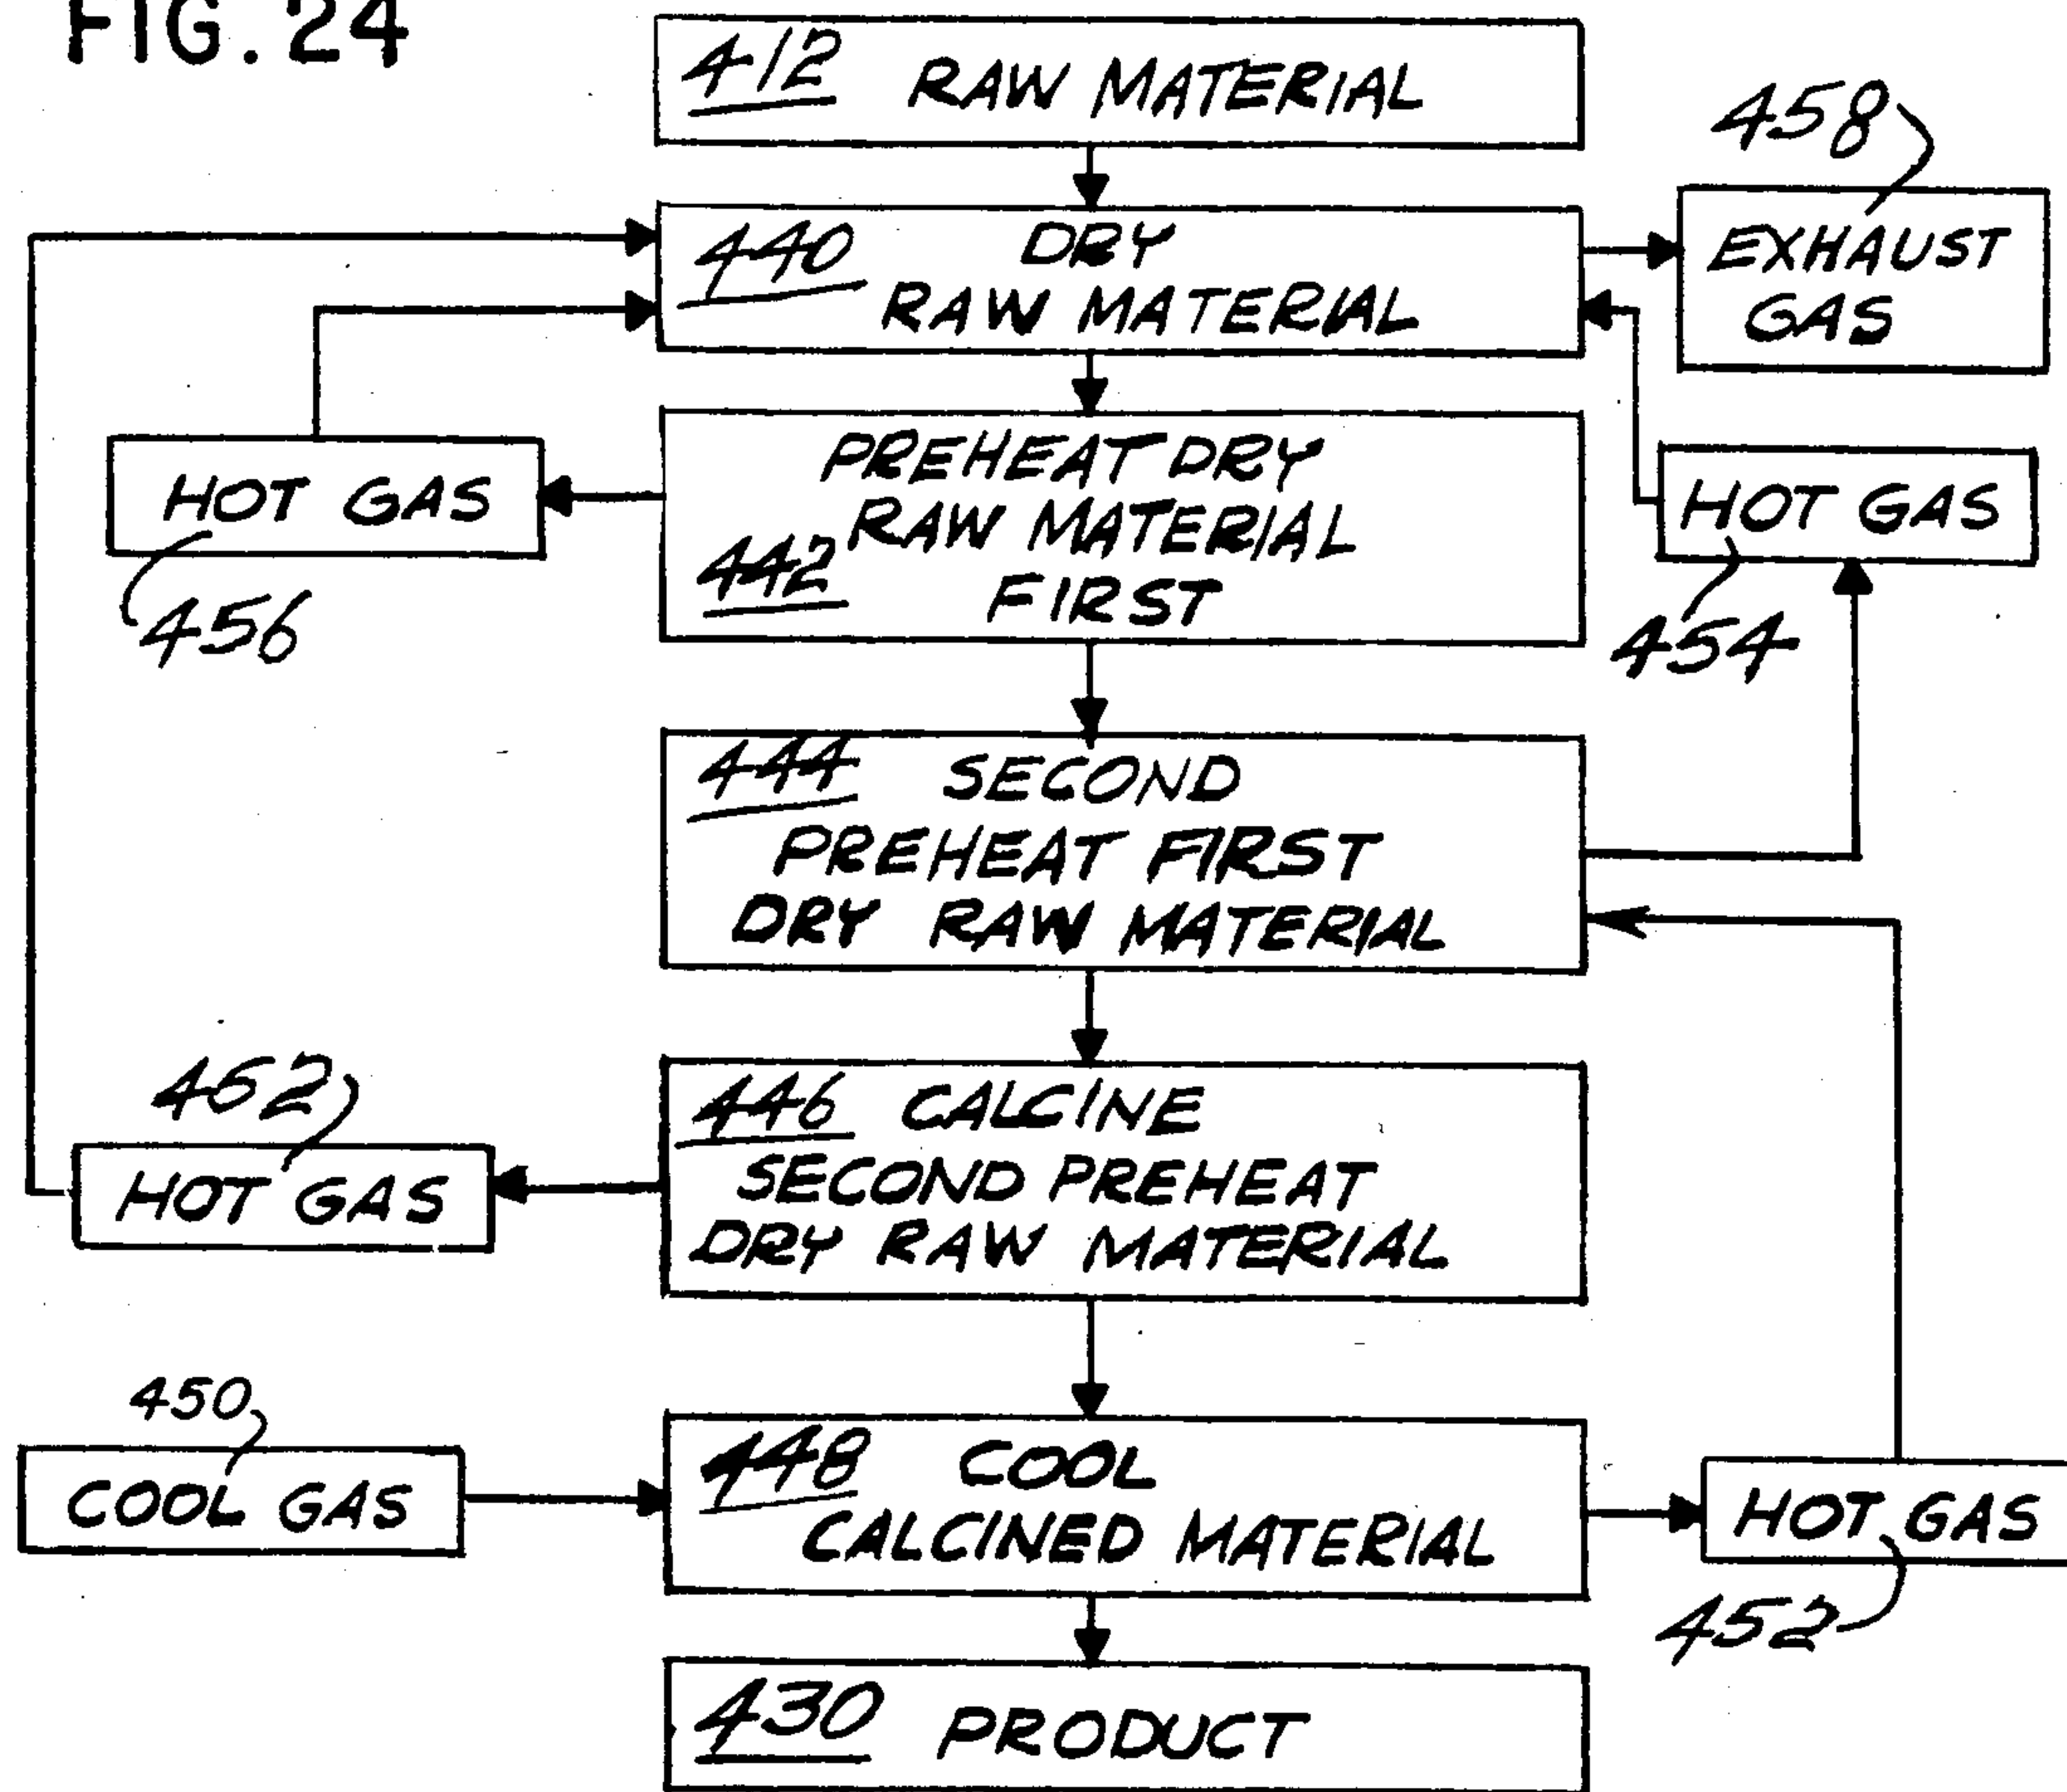 FIG. 24
412 RAW MATERIAL
458
440 DRY
RAW MATERIAL
EXHAUST
GAS
HOT GAS
456
PREHEAT DRY
RAW MATERIAL
442 FIRST
HOT GAS
454
444 SECOND
PREHEAT FIRST
DRY RAW MATERIAL
462
HOT GAS
446 CALCINE
SECOND PREHEAT
DRY RAW MATERIAL
450
COOL GAS
448 COOL
CALCINED MATERIAL
HOT GAS
452
430 PRODUCT